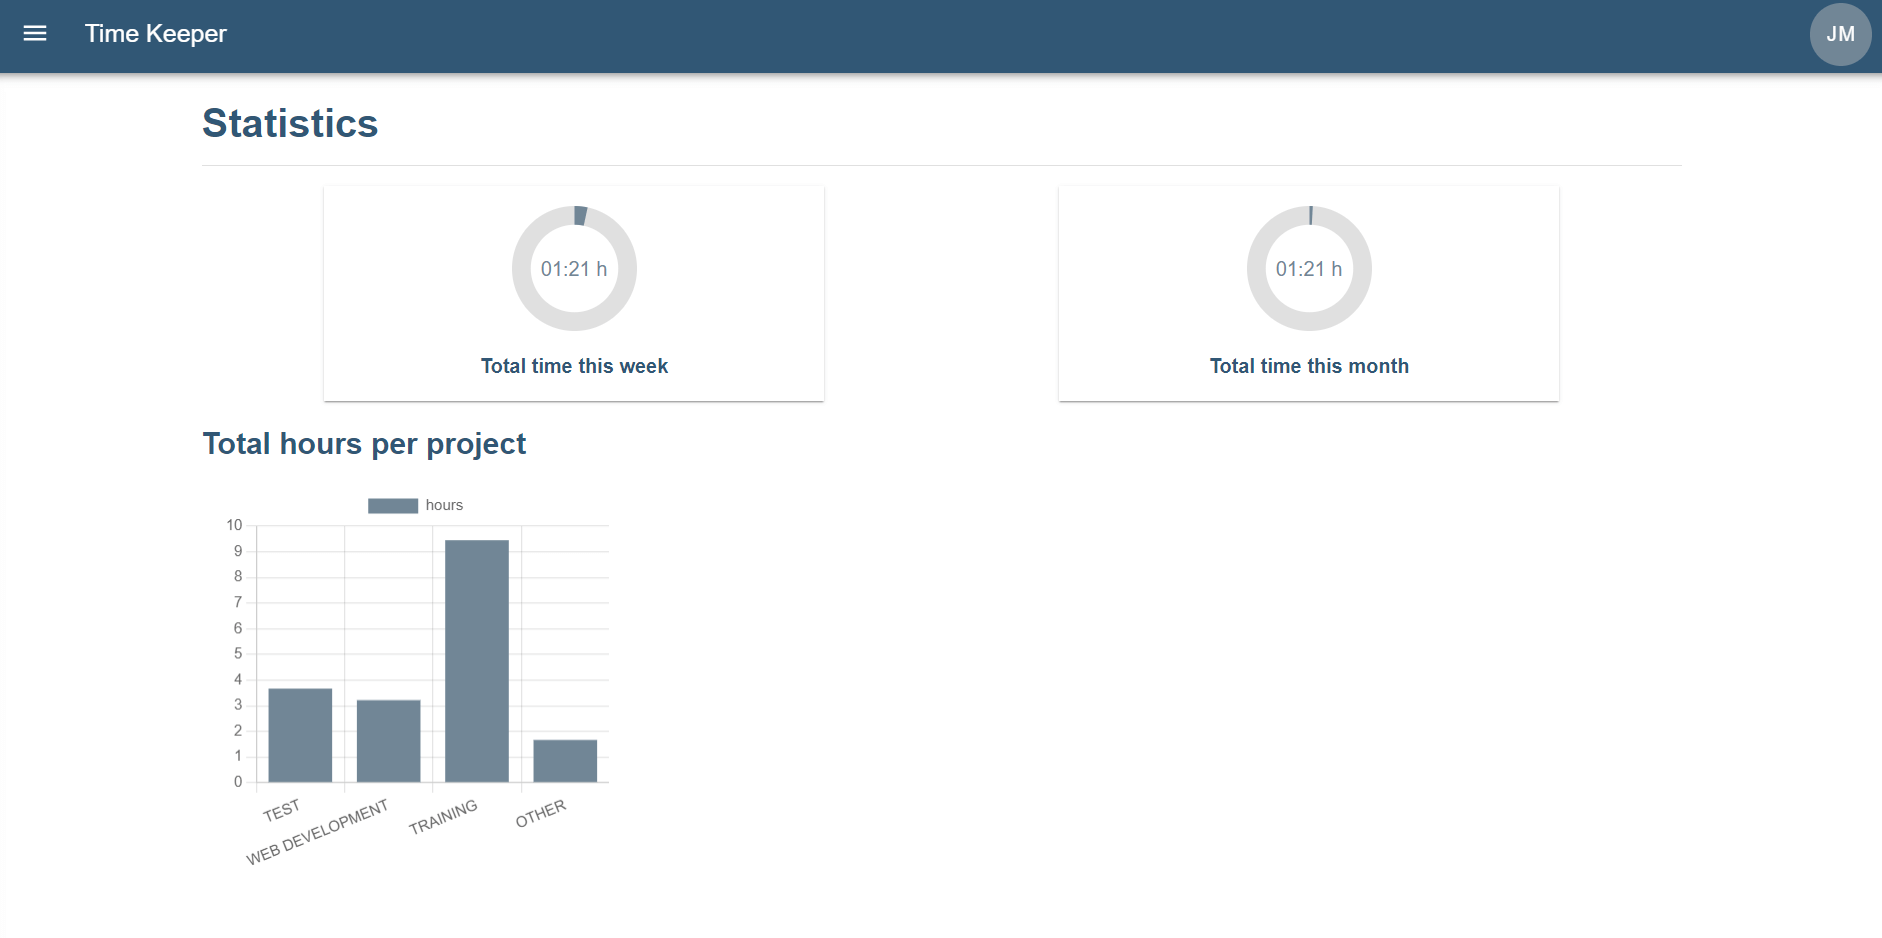 Time Keeper
JM
Statistics
01:21 h
Total time this week
01:21 h
Total time this month
Total hours per project
hours
10
9
8
7
6
5
4
3
2
1
0
TEST
WEB DEVELOPMENT
TRAINING
OTHER